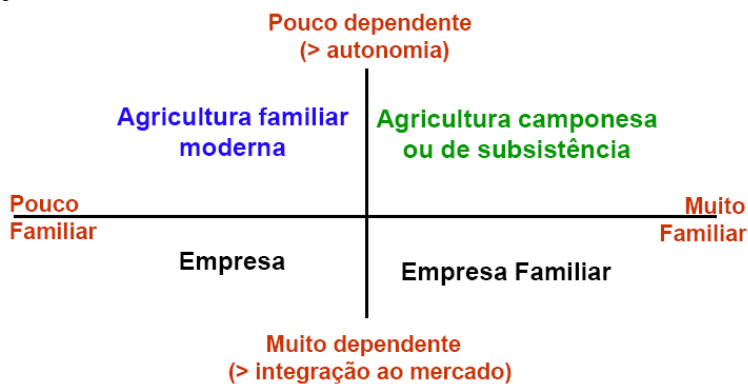 Pouco dependente
(> autonomia)
Agricultura familiar
moderna
Agricultura camponesa
ou de subsistência
Pouco
Familiar
Muito
Familiar
Empresa
Empresa Familiar
Muito dependente
(> integração ao mercado)